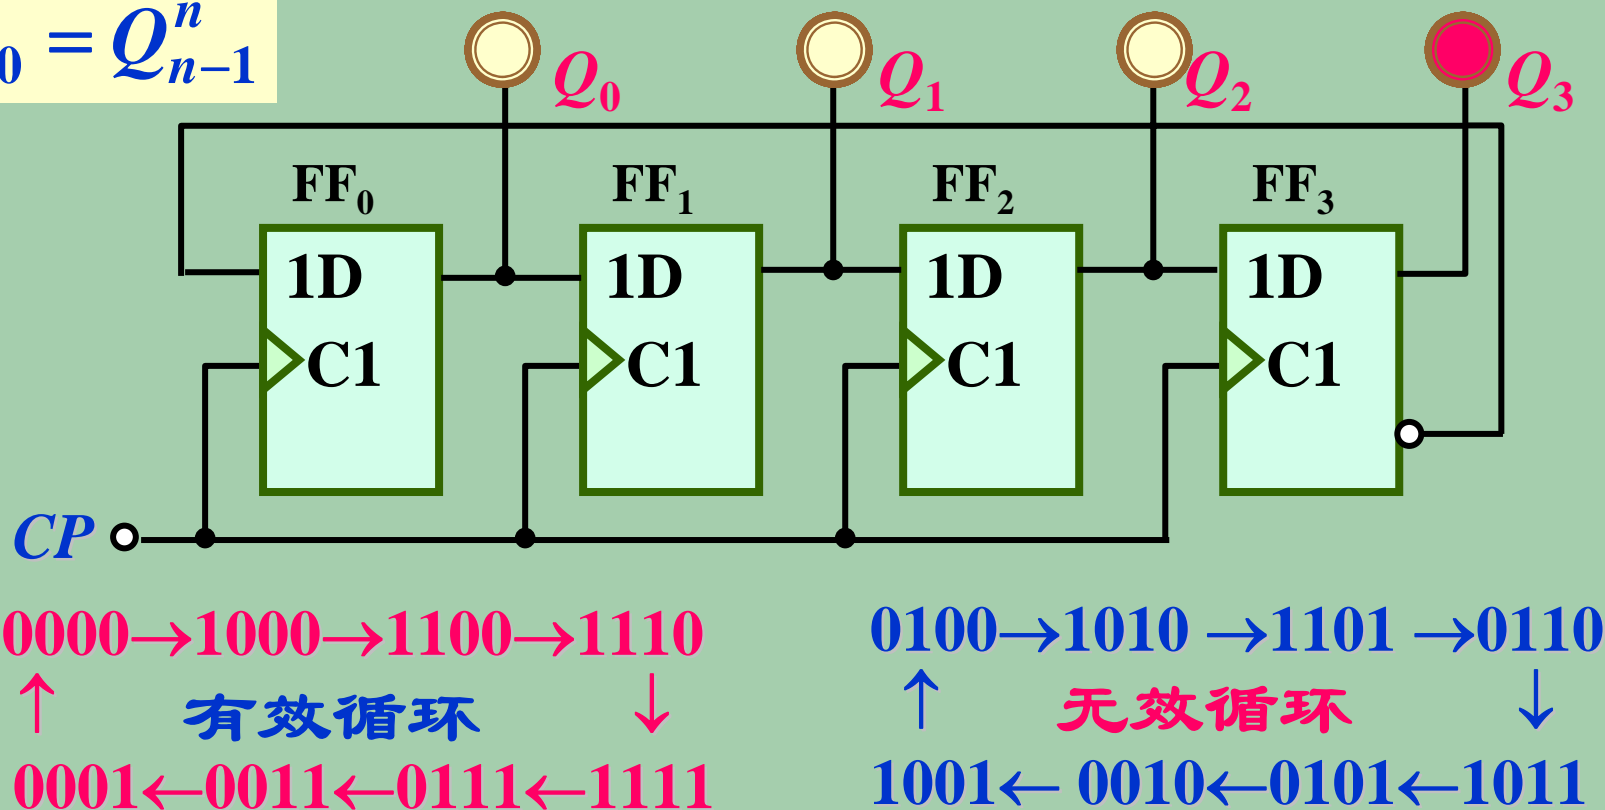 0 = Qⁿₙ₋₁
Q₀ Q₁ Q₂ Q₃
FF₀ FF₁ FF₂ FF₃
1D 1D 1D 1D
C1 C1 C1 C1
CP
0000→1000→1100→1110
↑ 有效循环 ↓
0001←0011←0111←1111
0100→1010 →1101 →0110
↑ 无效循环 ↓
1001← 0010←0101←1011